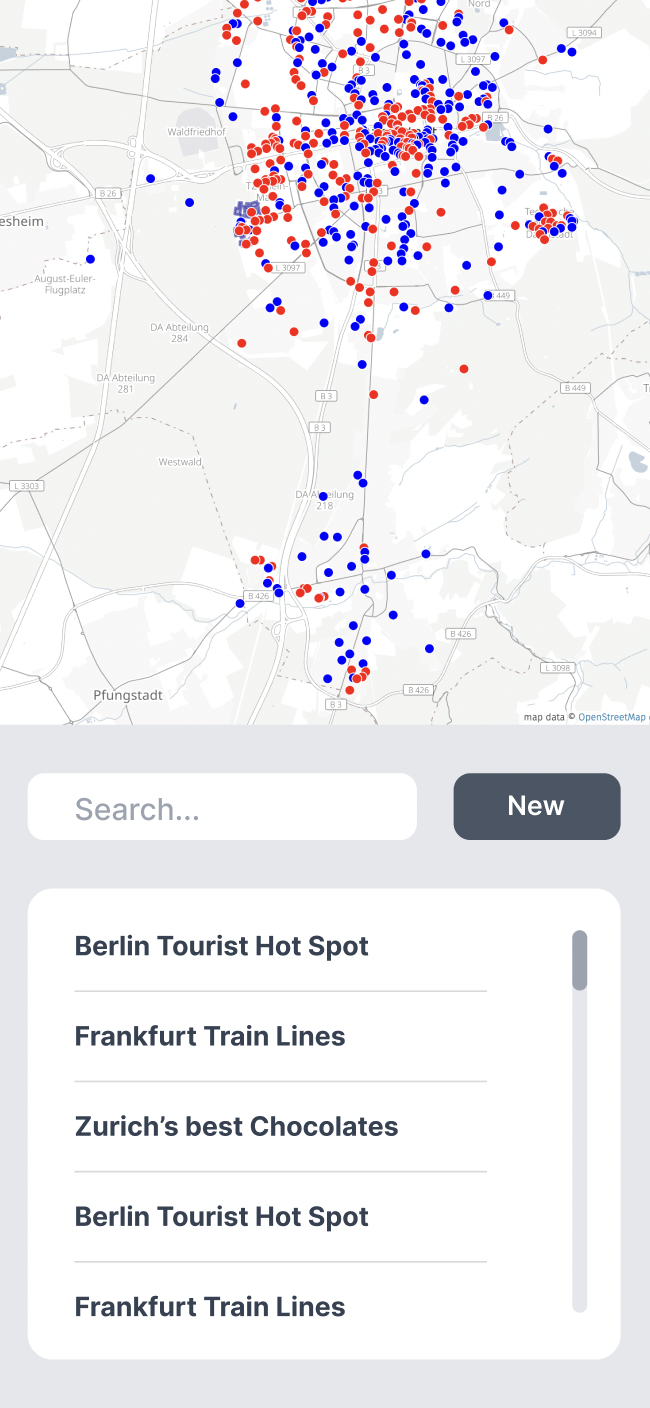 Nord
L 3094
L 3097
B 3
B 26
Waldfriedhof
B 26
esheim
L 3097
August-Euler-
Flugplatz
449
DA Abteilung
284
DA Abteilung
281
B 449
B 3
B 3
Westwald
L 3303
218
B 426
B 426
L 3098
Pfungstadt
B 426
B 3
map data © OpenStreetMap
Search...
New
Berlin Tourist Hot Spot
Frankfurt Train Lines
Zurich’s best Chocolates
Berlin Tourist Hot Spot
Frankfurt Train Lines